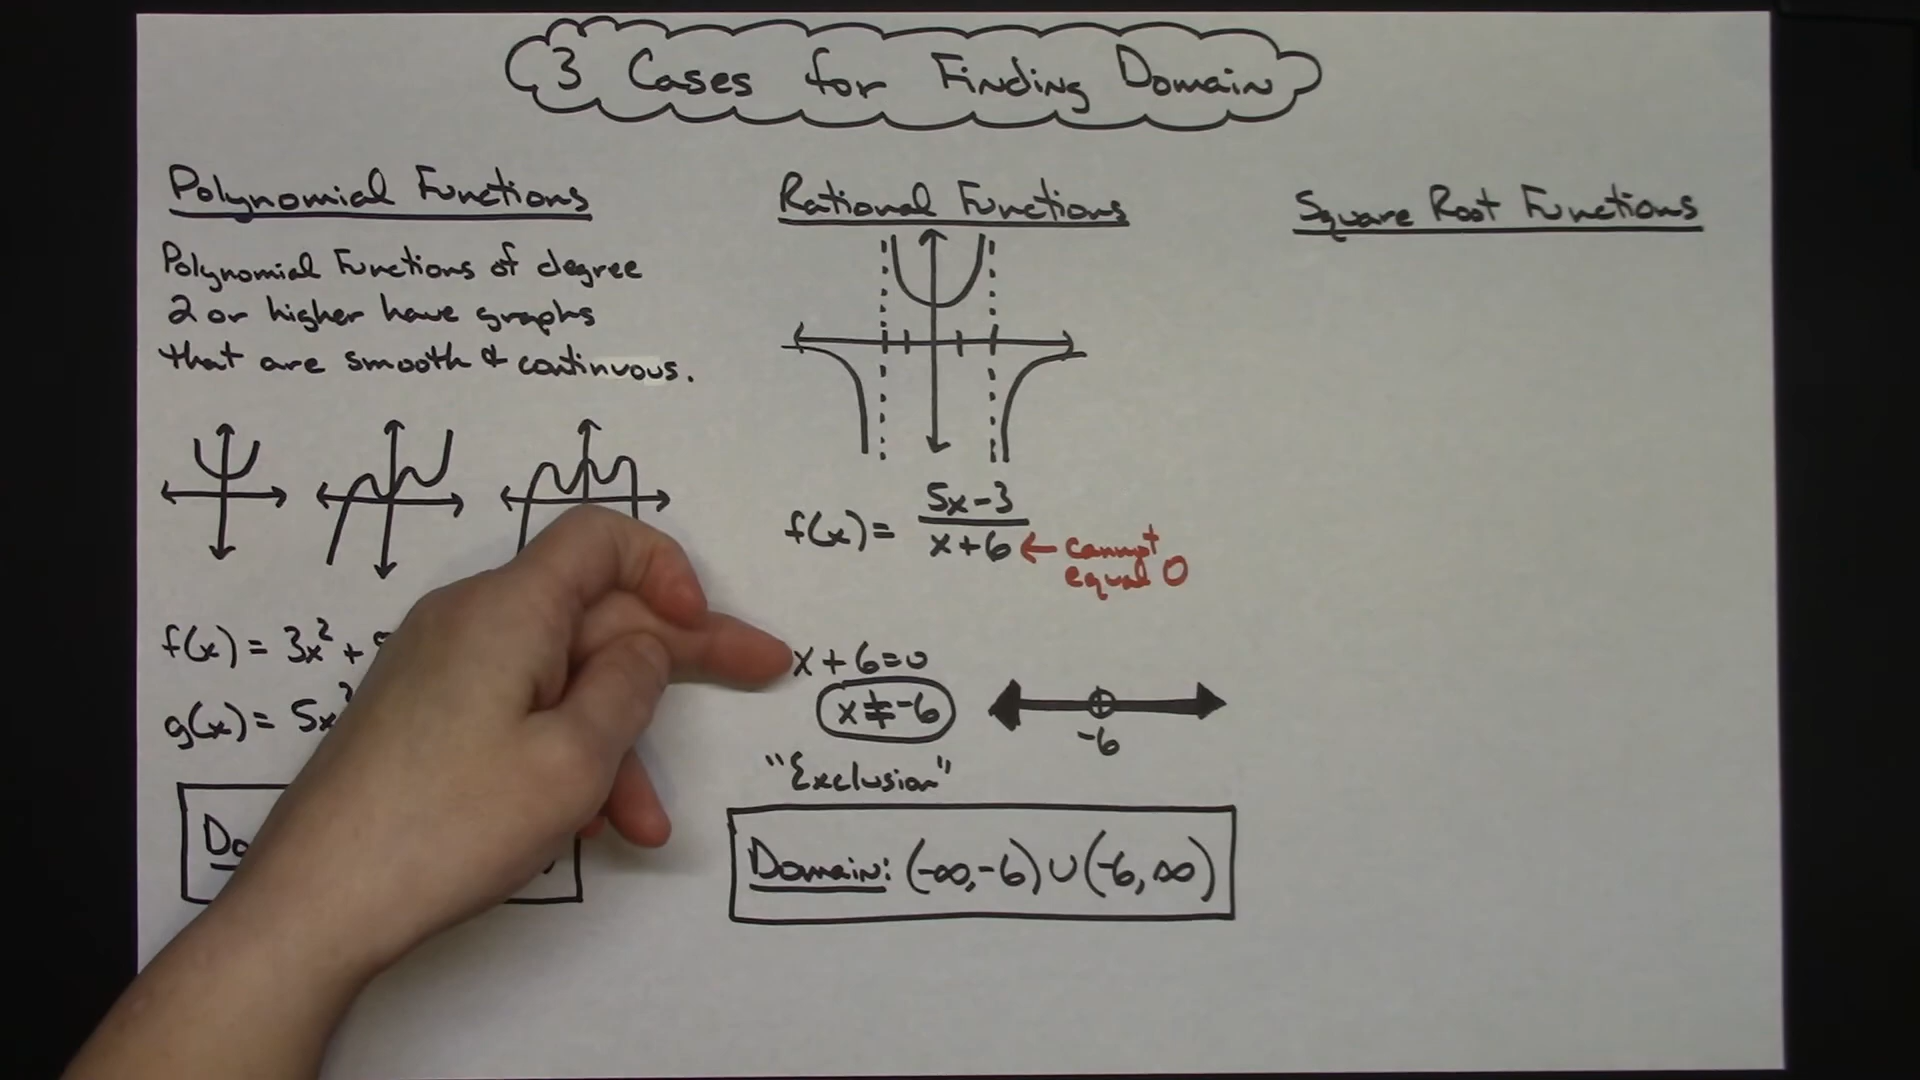 3 Cases for Finding Domain
Polynomial Functions
Polynomial Functions of degree
2 or higher have graphs
that are smooth & continuous.
f(x) = 3x² +
g(x) = 5x
Rational Functions
f(x) = 5x-3
x+6 ← cannot
equal 0
x+6=0
x≠-6
-6
"Exclusion"
Domain: (-∞,-6)∪(-6,∞)
Square Root Functions